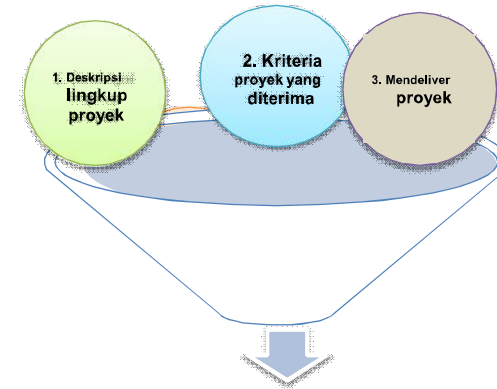 1. Deskripsi
lingkup
proyek
2. Kriteria
proyek yang
diterima
3. Mendeliver
proyek